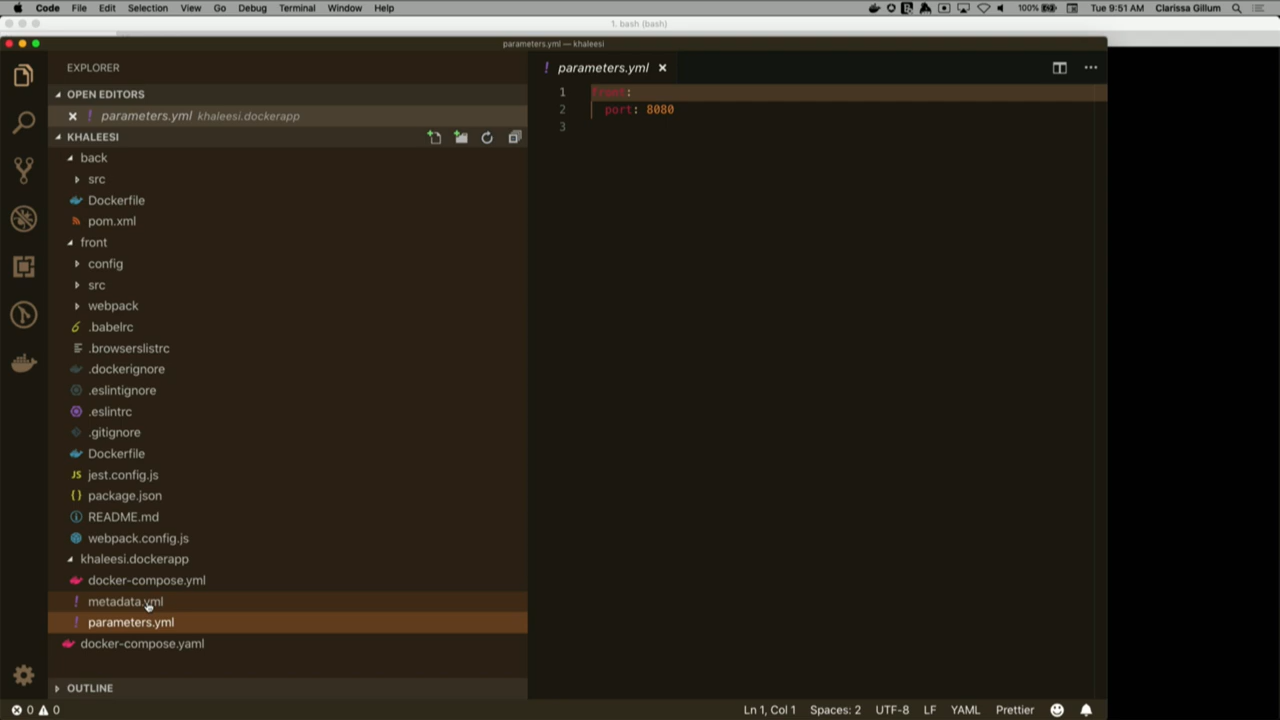 Code File Edit Selection View Go Debug Terminal Window Help 100% Tue 9:51 AM Clarissa Gillum
1. bash (bash)
parameters.yml — khaleesi
EXPLORER
OPEN EDITORS
parameters.yml khaleesi.dockerapp
KHALEESI
back
src
Dockerfile
pom.xml
front
config
src
webpack
.babelrc
.browserslistrc
.dockerignore
.eslintignore
.eslintrc
.gitignore
Dockerfile
JS jest.config.js
package.json
README.md
webpack.config.js
khaleesi.dockerapp
docker-compose.yml
metadata.yml
parameters.yml
docker-compose.yaml
OUTLINE
parameters.yml
1 front:
2 port: 8080
3
0 0 Ln 1, Col 1 Spaces: 2 UTF-8 LF YAML Prettier